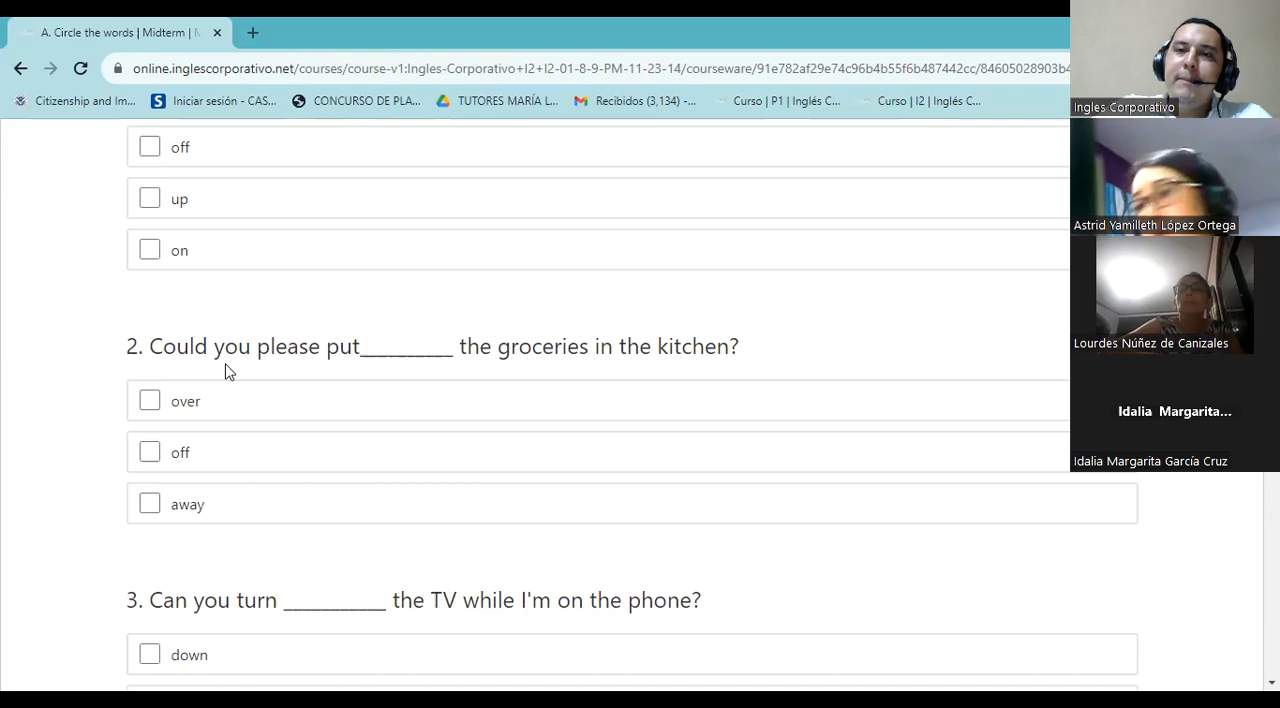 A. Circle the words | Midterm |
online.inglescorporativo.net/courses/course-v1:Ingles-Corporativo+I2+I2-01-8-9-PM-11-23-14/courseware/91e782af29e74c96b4b55f6b487442cc/84605028903b4
Citizenship and Im...
Iniciar sesión - CAS...
CONCURSO DE PLA...
TUTORES MARÍA L...
Recibidos (3,134) -...
Curso | P1 | Inglés C...
Curso | I2 | Inglés C...
off
up
on
2. Could you please put__________ the groceries in the kitchen?
over
off
away
3. Can you turn ___________ the TV while I'm on the phone?
down
Ingles Corporativo
Astrid Yamilleth López Ortega
Lourdes Núñez de Canizales
Idalia Margarita...
Idalia Margarita García Cruz